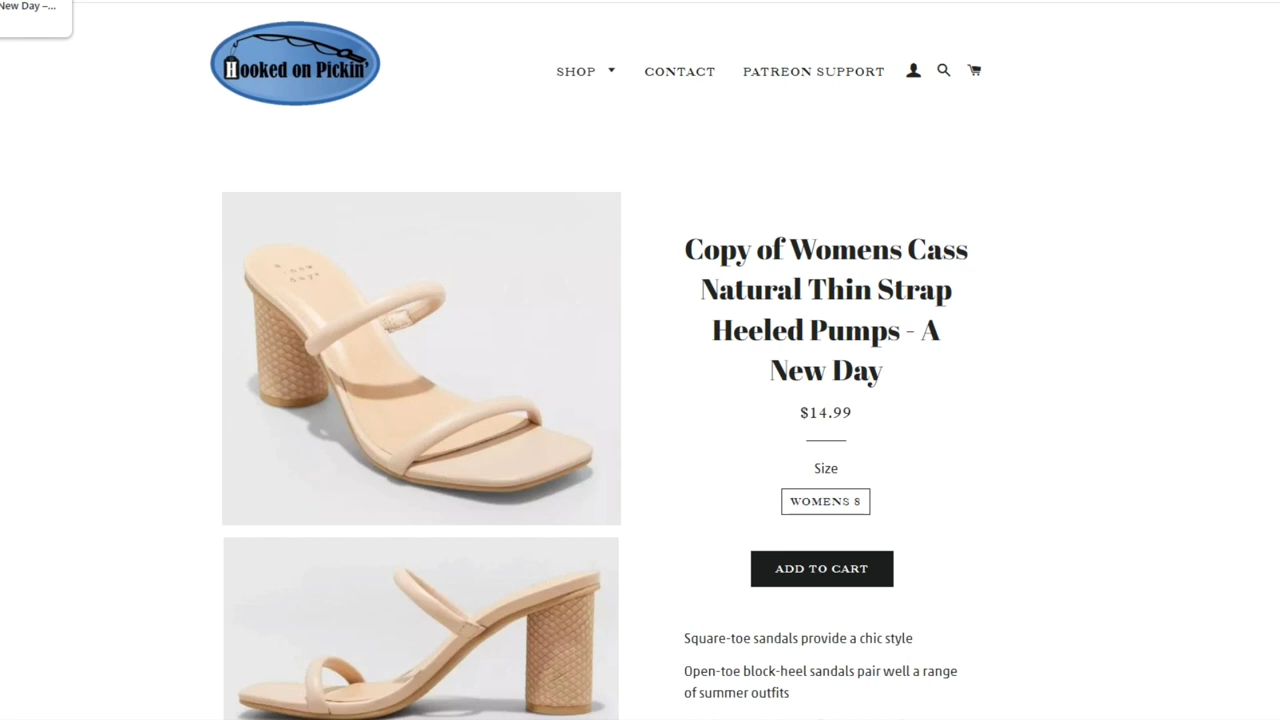 New Day –...
Hooked on Pickin'
SHOP
CONTACT
PATREON SUPPORT
a new
day™
Copy of Womens Cass
Natural Thin Strap
Heeled Pumps - A
New Day
$14.99
Size
WOMENS 8
ADD TO CART
Square-toe sandals provide a chic style
Open-toe block-heel sandals pair well a range
of summer outfits